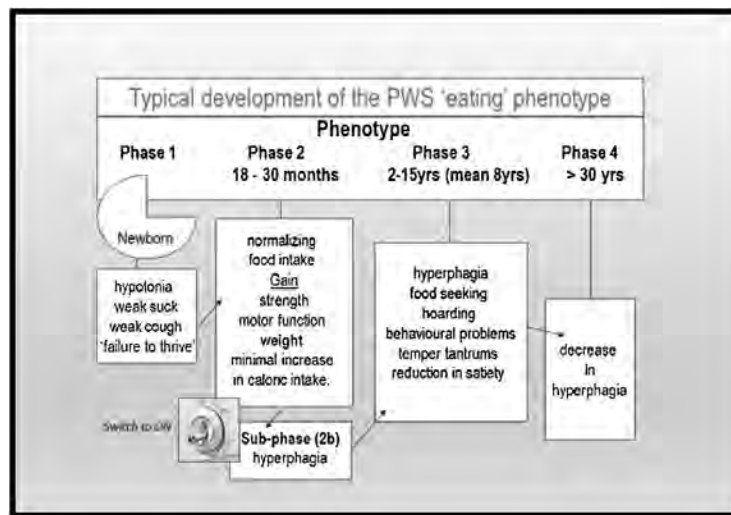 Typical development of the PWS 'eating' phenotype
Phenotype
Phase 1
Phase 2
18 - 30 months
Phase 3
2-15yrs (mean 8yrs)
Phase 4
> 30 yrs
Newborn
hypotonia
weak suck
weak cough
'failure to thrive'
normalizing
food intake
Gain
strength
motor function
weight
minimal increase
in caloric intake.
Switch to
Sub-phase (2b)
hyperphagia
hyperphagia
food seeking
hoarding
behavioural problems
temper tantrums
reduction in satiety
decrease
in
hyperphagia